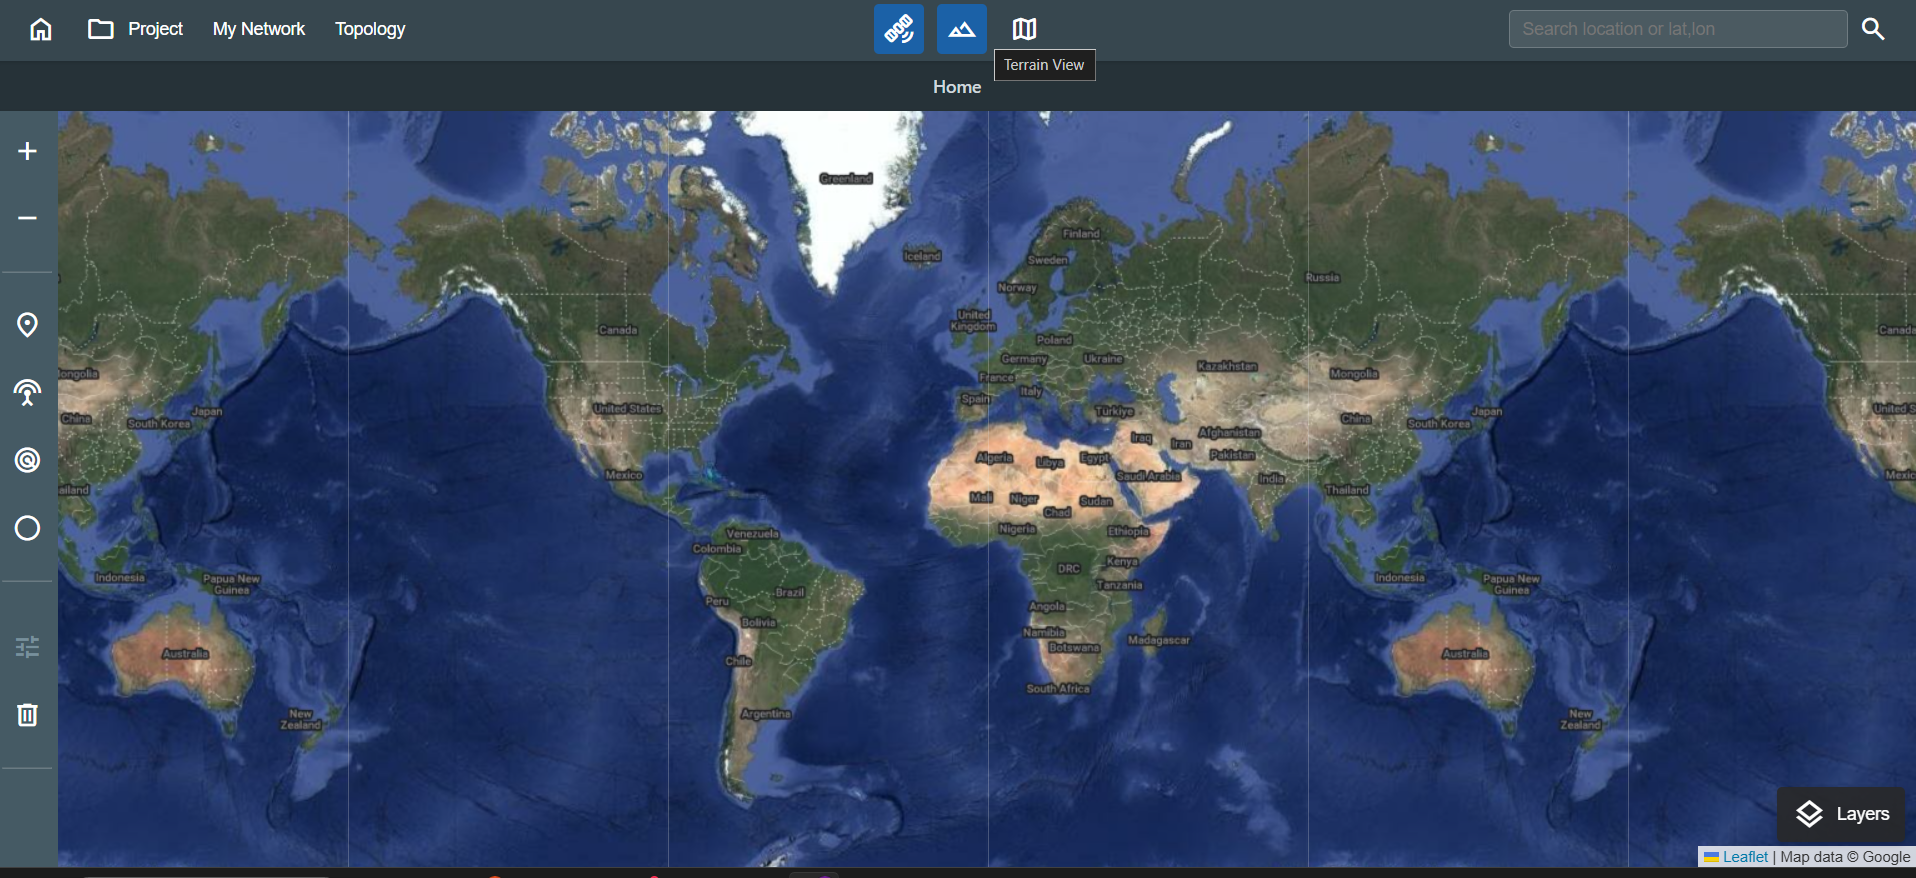 Project
My Network
Topology
Search location or lat,lon
Terrain View
Home
Greenland
Iceland
Finland
Sweden
Norway
Russia
United
Kingdom
Canada
Canada
Poland
Germany
Ukraine
Kazakhstan
Mongolia
France
Italy
Spain
Türkiye
United States
Japan
South Korea
China
China
South Korea
Japan
United S
Iraq
Iran
Afghanistan
Pakistan
Algeria
Libya
Egypt
Saudi Arabia
India
Mexico
Mexic
Thailand
ailand
Mali
Niger
Sudan
Chad
Nigeria
Ethiopia
Venezuela
Colombia
Kenya
DRC
Tanzania
Indonesia
Papua New
Guinea
Indonesia
Papua New
Guinea
Brazil
Peru
Angola
Bolivia
Namibia
Botswana
Madagascar
Australia
Chile
Australia
South Africa
Argentina
New
Zealand
New
Zealand
Layers
Leaflet | Map data © Google